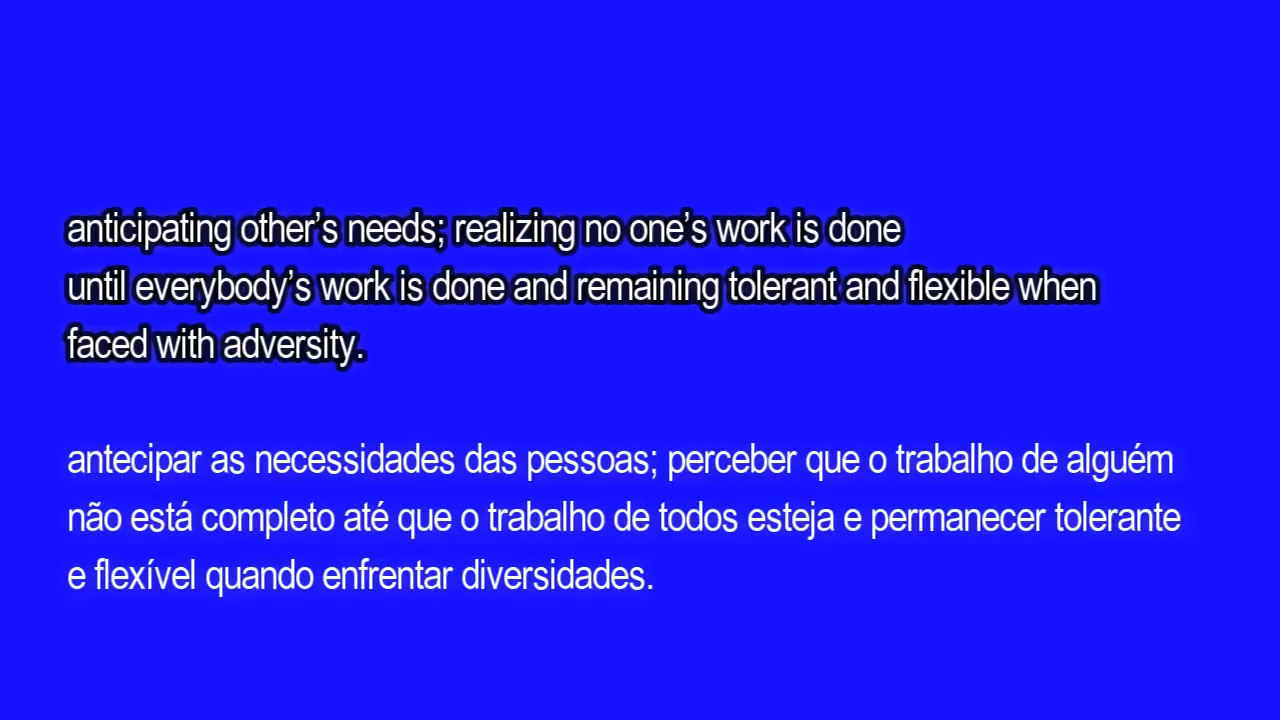 anticipating other’s needs; realizing no one’s work is done
until everybody’s work is done and remaining tolerant and flexible when
faced with adversity.
antecipar as necessidades das pessoas; perceber que o trabalho de alguém
não está completo até que o trabalho de todos esteja e permanecer tolerante
e flexível quando enfrentar diversidades.